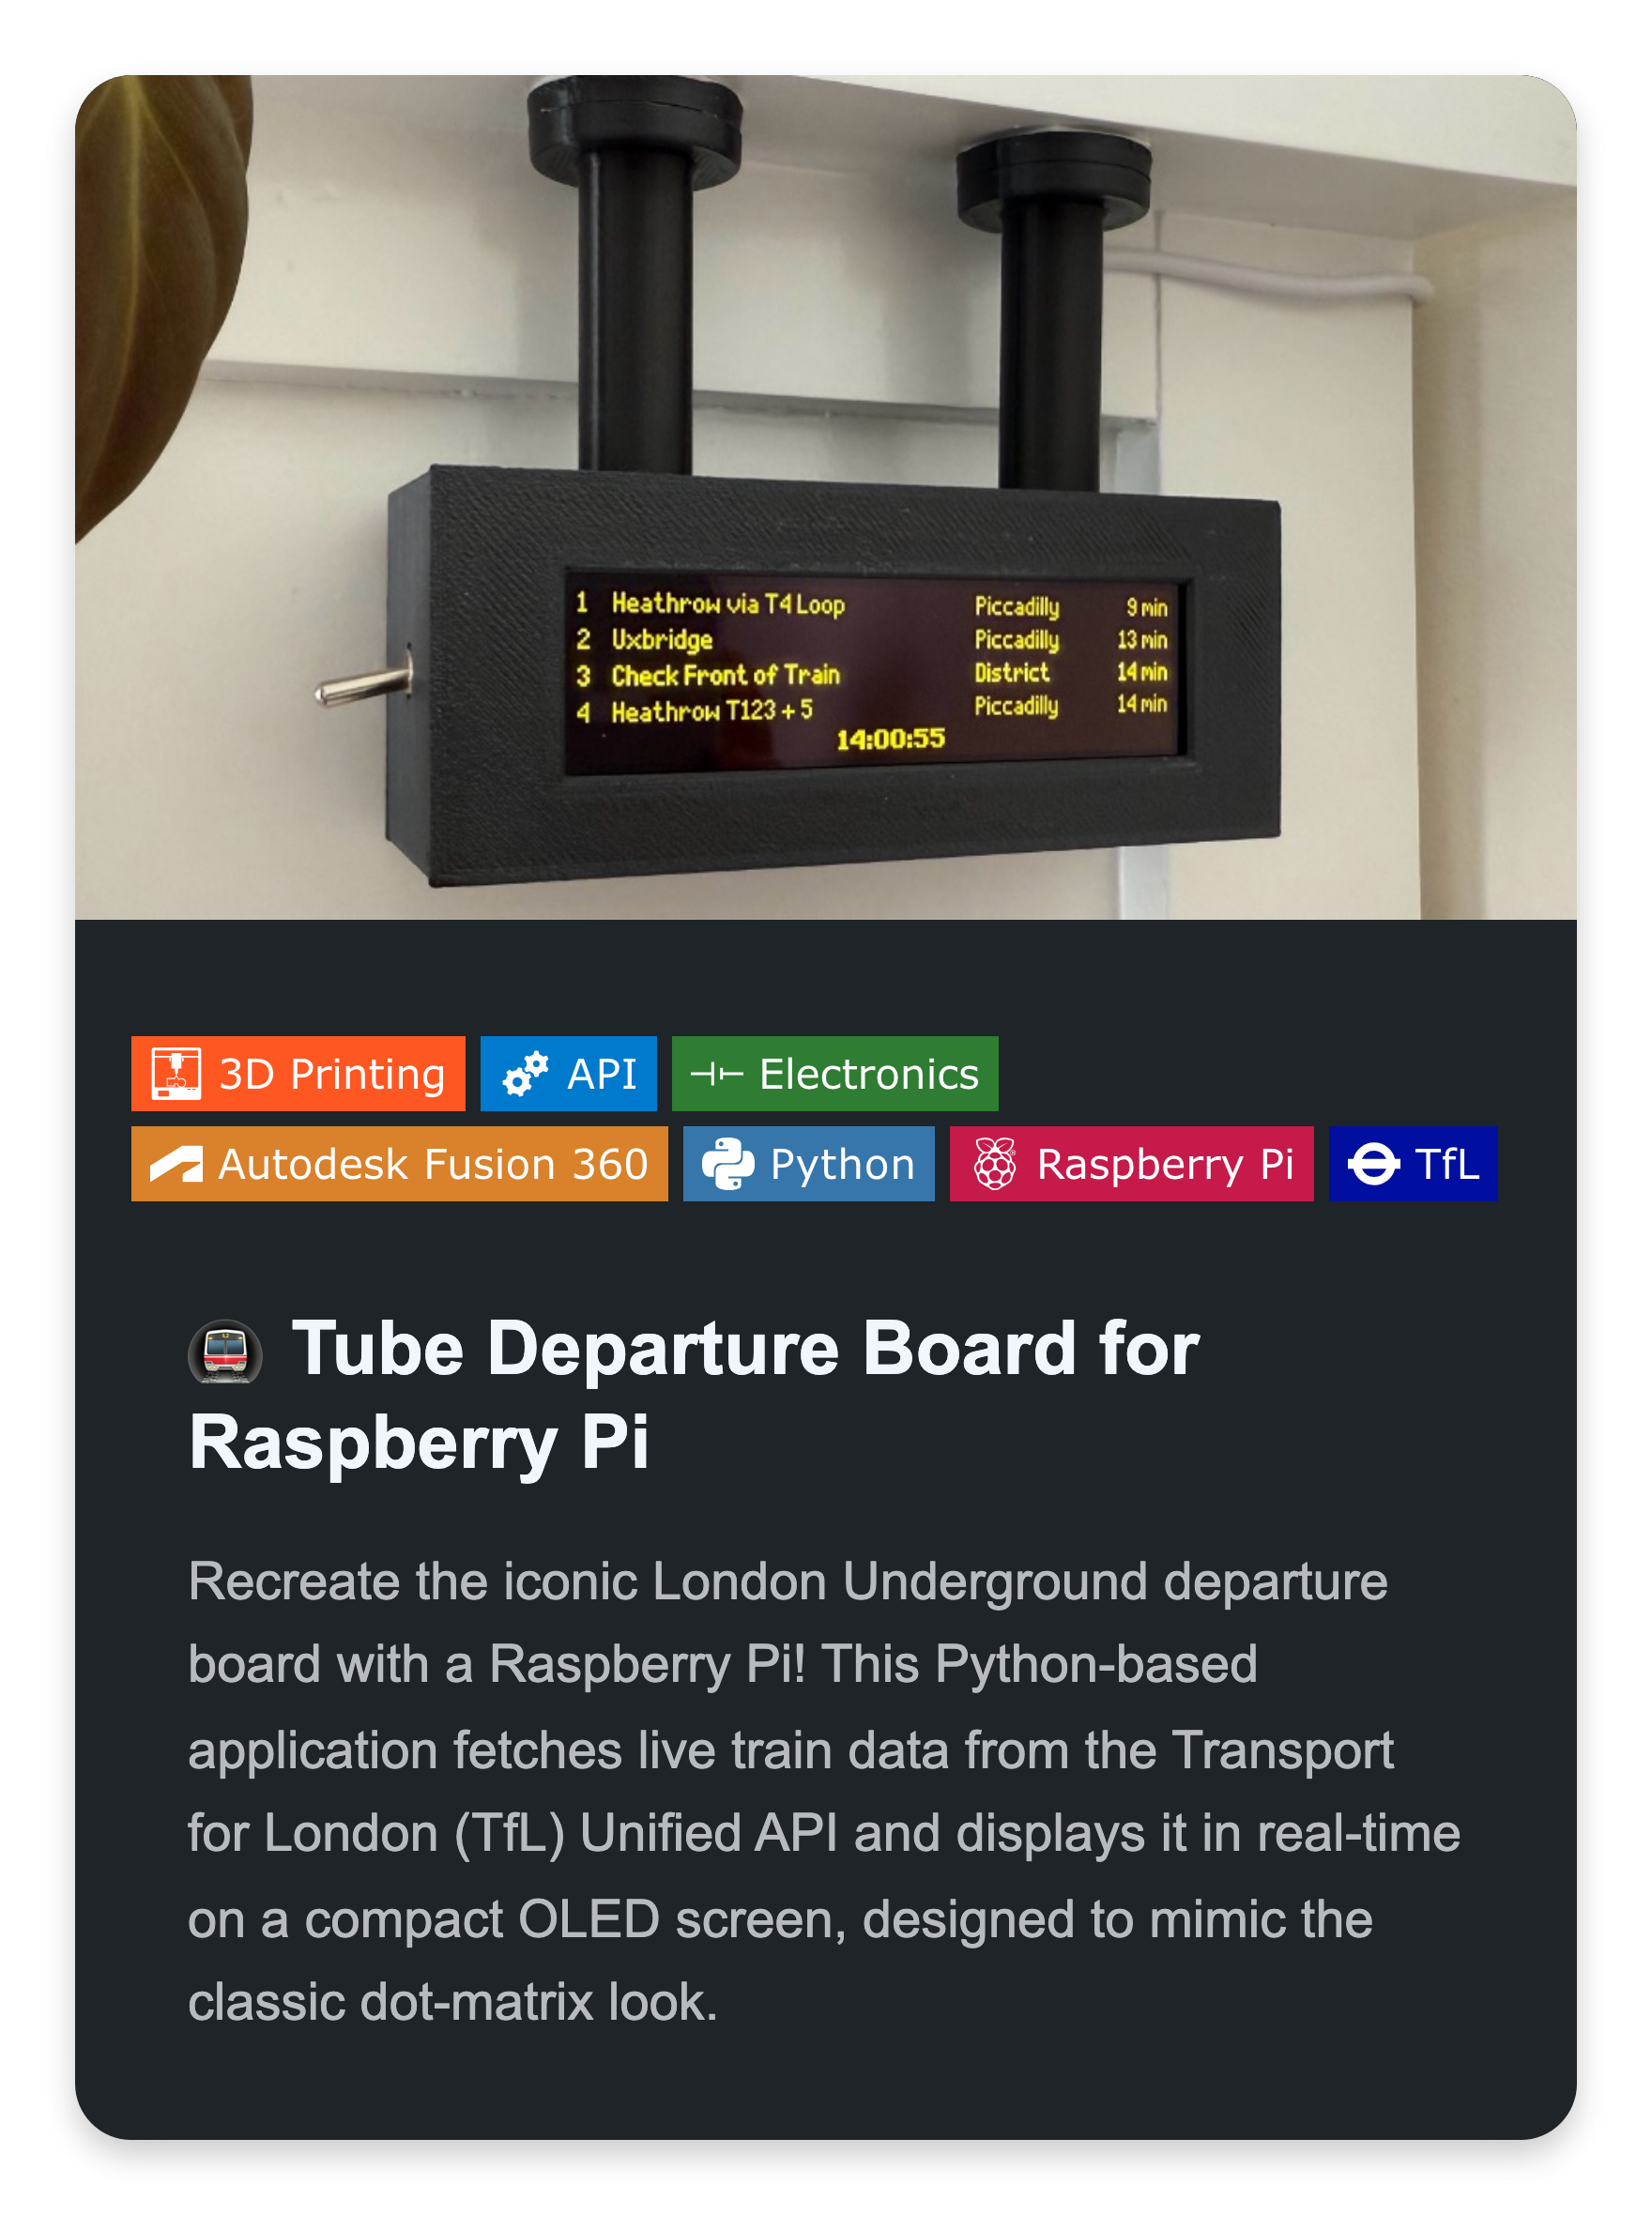 1 Heathrow via T4 Loop Piccadilly 9 min
2 Uxbridge Piccadilly 13 min
3 Check Front of Train District 14 min
4 Heathrow T123 + 5 Piccadilly 14 min
14:00:55
3D Printing API Electronics
Autodesk Fusion 360 Python Raspberry Pi TfL
Tube Departure Board for
Raspberry Pi
Recreate the iconic London Underground departure
board with a Raspberry Pi! This Python-based
application fetches live train data from the Transport
for London (TfL) Unified API and displays it in real-time
on a compact OLED screen, designed to mimic the
classic dot-matrix look.